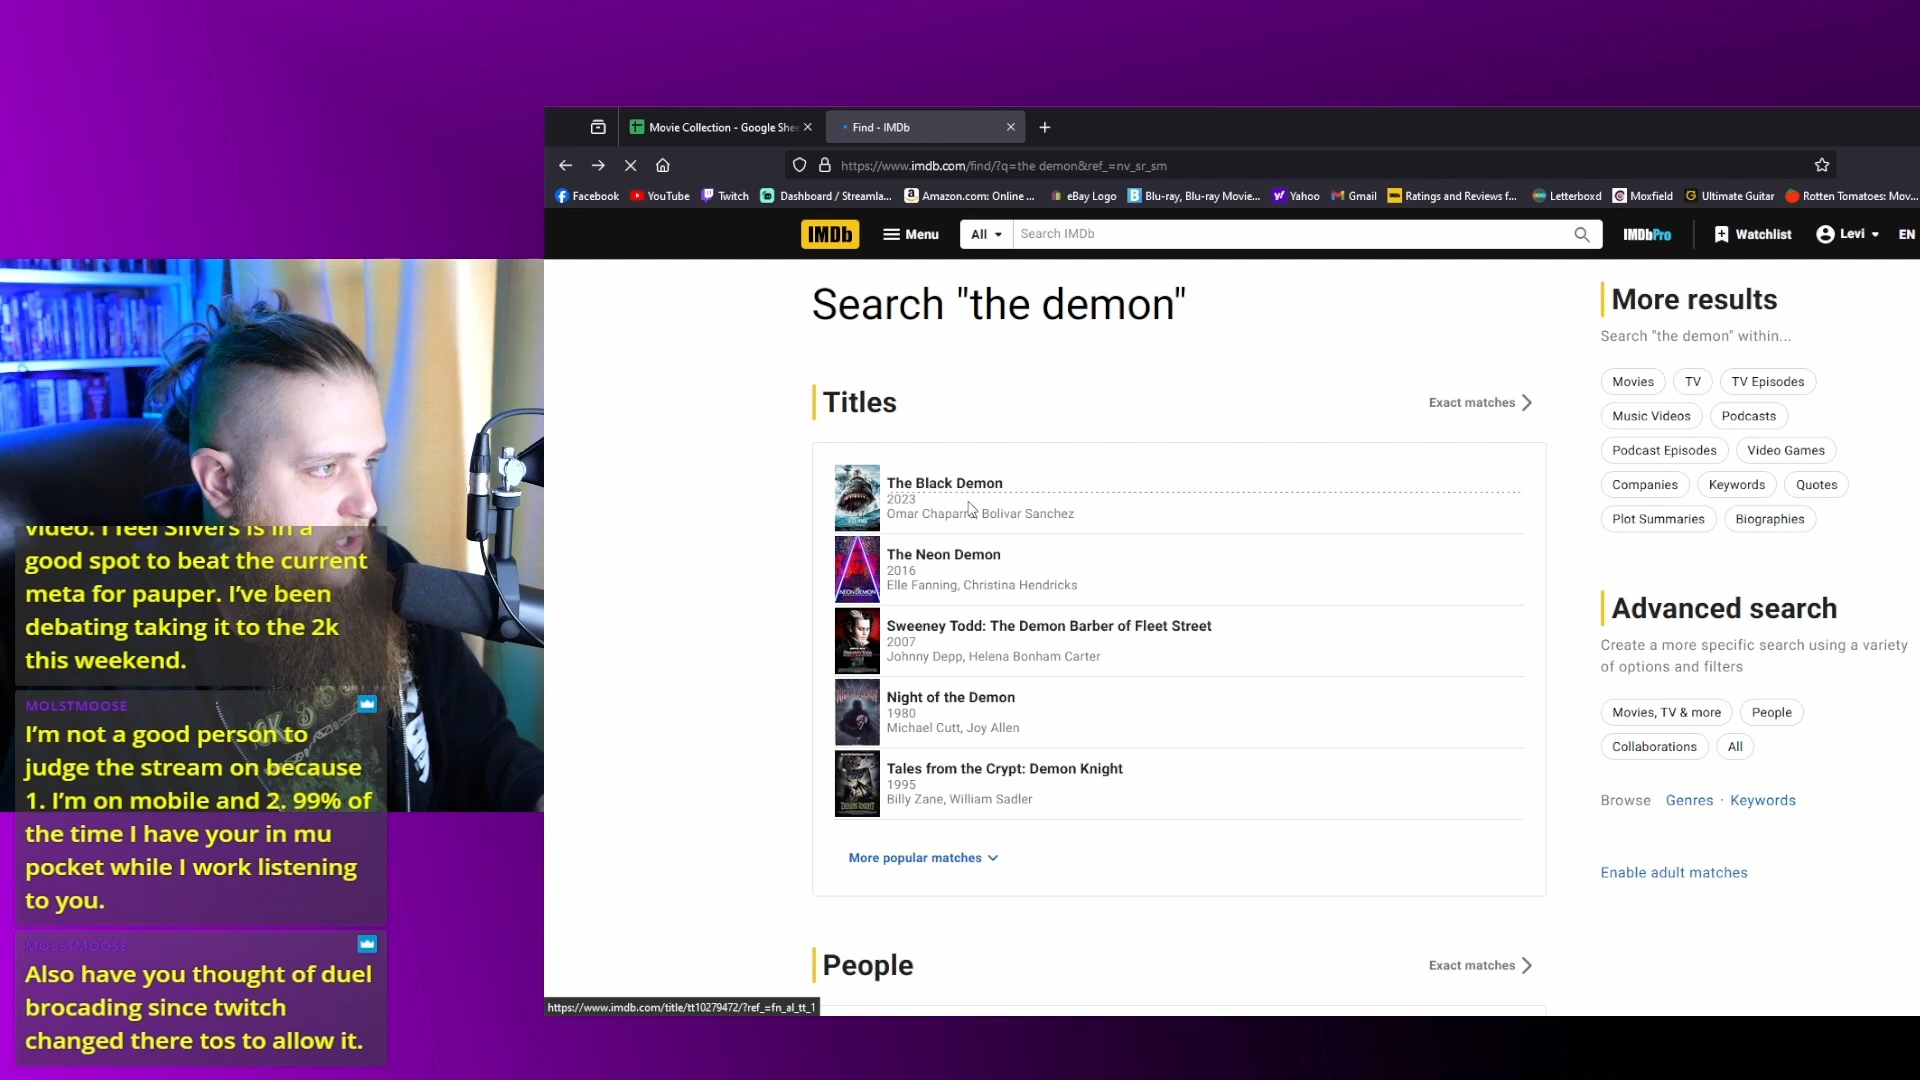 Movie Collection - Google Shee
Find - IMDb
https://www.imdb.com/find/?q=the demon&ref_=nv_sr_sm
Facebook
YouTube
Twitch
Dashboard / Streamla...
Amazon.com: Online ...
eBay Logo
Blu-ray, Blu-ray Movie...
Yahoo
Gmail
Ratings and Reviews f...
Letterboxd
Moxfield
Ultimate Guitar
Rotten Tomatoes: Mov...
IMDb
Menu
All
Search IMDb
IMDbPro
Watchlist
Levi
EN
Search "the demon"
Titles
Exact matches
The Black Demon
2023
Omar Chaparro, Bolivar Sanchez
The Neon Demon
2016
Elle Fanning, Christina Hendricks
Sweeney Todd: The Demon Barber of Fleet Street
2007
Johnny Depp, Helena Bonham Carter
Night of the Demon
1980
Michael Cutt, Joy Allen
Tales from the Crypt: Demon Knight
1995
Billy Zane, William Sadler
More popular matches
People
Exact matches
https://www.imdb.com/title/tt10279472/?ref_=fn_al_tt_1
More results
Search "the demon" within...
Movies
TV
TV Episodes
Music Videos
Podcasts
Podcast Episodes
Video Games
Companies
Keywords
Quotes
Plot Summaries
Biographies
Advanced search
Create a more specific search using a variety
of options and filters
Movies, TV & more
People
Collaborations
All
Browse Genres · Keywords
Enable adult matches
video. I feel Slivers is in a
good spot to beat the current
meta for pauper. I've been
debating taking it to the 2k
this weekend.
MOLSTMOOSE
I'm not a good person to
judge the stream on because
1. I'm on mobile and 2. 99% of
the time I have your in mu
pocket while I work listening
to you.
MOLSTMOOSE
Also have you thought of duel
brocading since twitch
changed there tos to allow it.